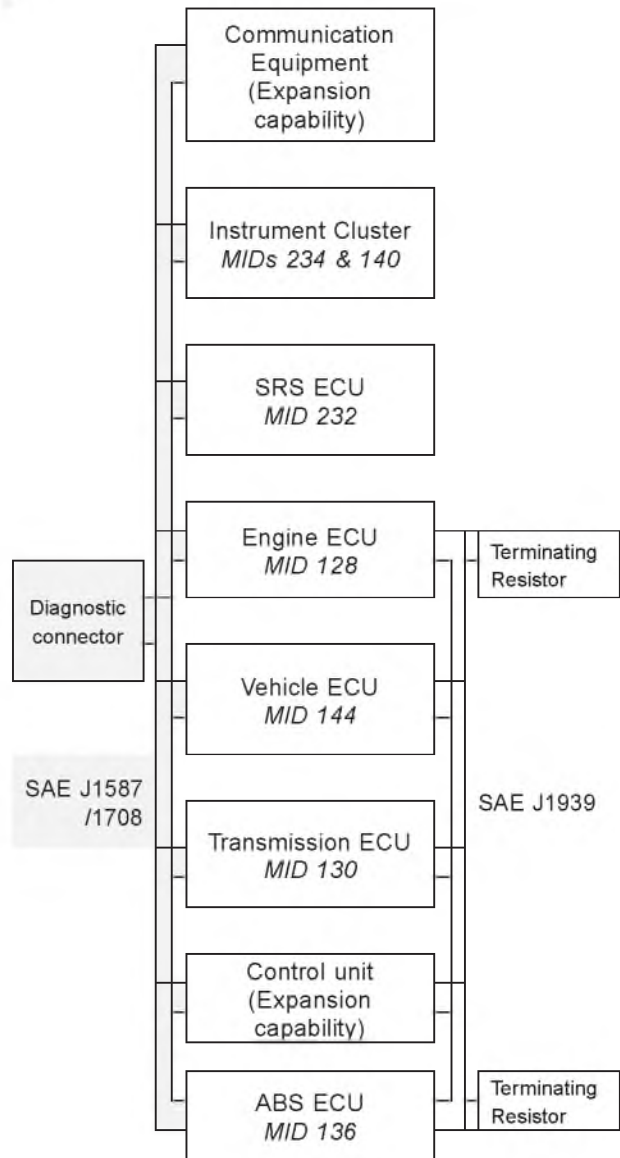 Communication
Equipment
(Expansion
capability)
Instrument Cluster
MIDs 234 & 140
SRS ECU
MID 232
Engine ECU
MID 128
Terminating
Resistor
Diagnostic
connector
Vehicle ECU
MID 144
SAE J1587
/1708
SAE J1939
Transmission ECU
MID 130
Control unit
(Expansion
capability)
ABS ECU
MID 136
Terminating
Resistor